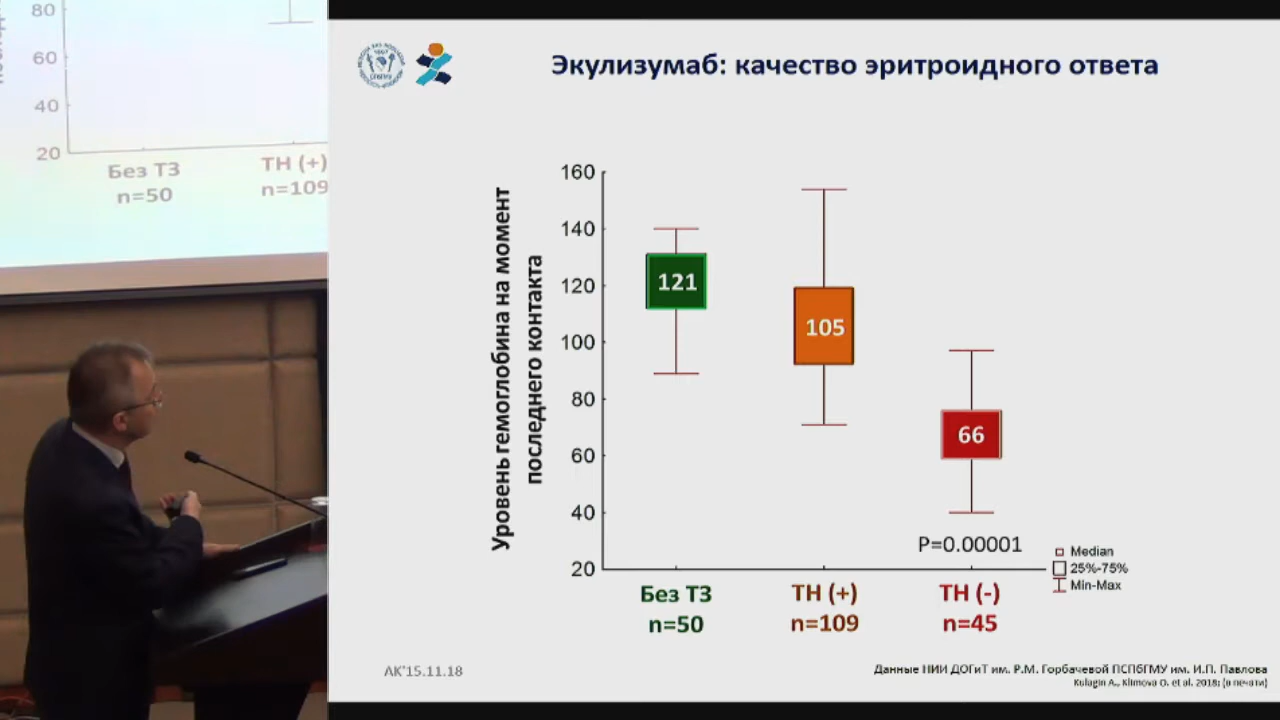 80
60
40
20
Без ТЗ
n=50
ТН (+)
n=109
Экулизумаб: качество эритроидного ответа
Уровень гемоглобина на момент
последнего контакта
160
140
120
100
80
60
40
20
121
105
66
P=0.00001
Median
25%-75%
Min-Max
Без ТЗ
n=50
ТН (+)
n=109
ТН (-)
n=45
ЛК'15.11.18
Данные НИИ ДОГиТ им. Р.М. Горбачевой ПСПбГМУ им. И.П. Павлова
Kulagin A., Klimova O. et al. 2018; (в печати)